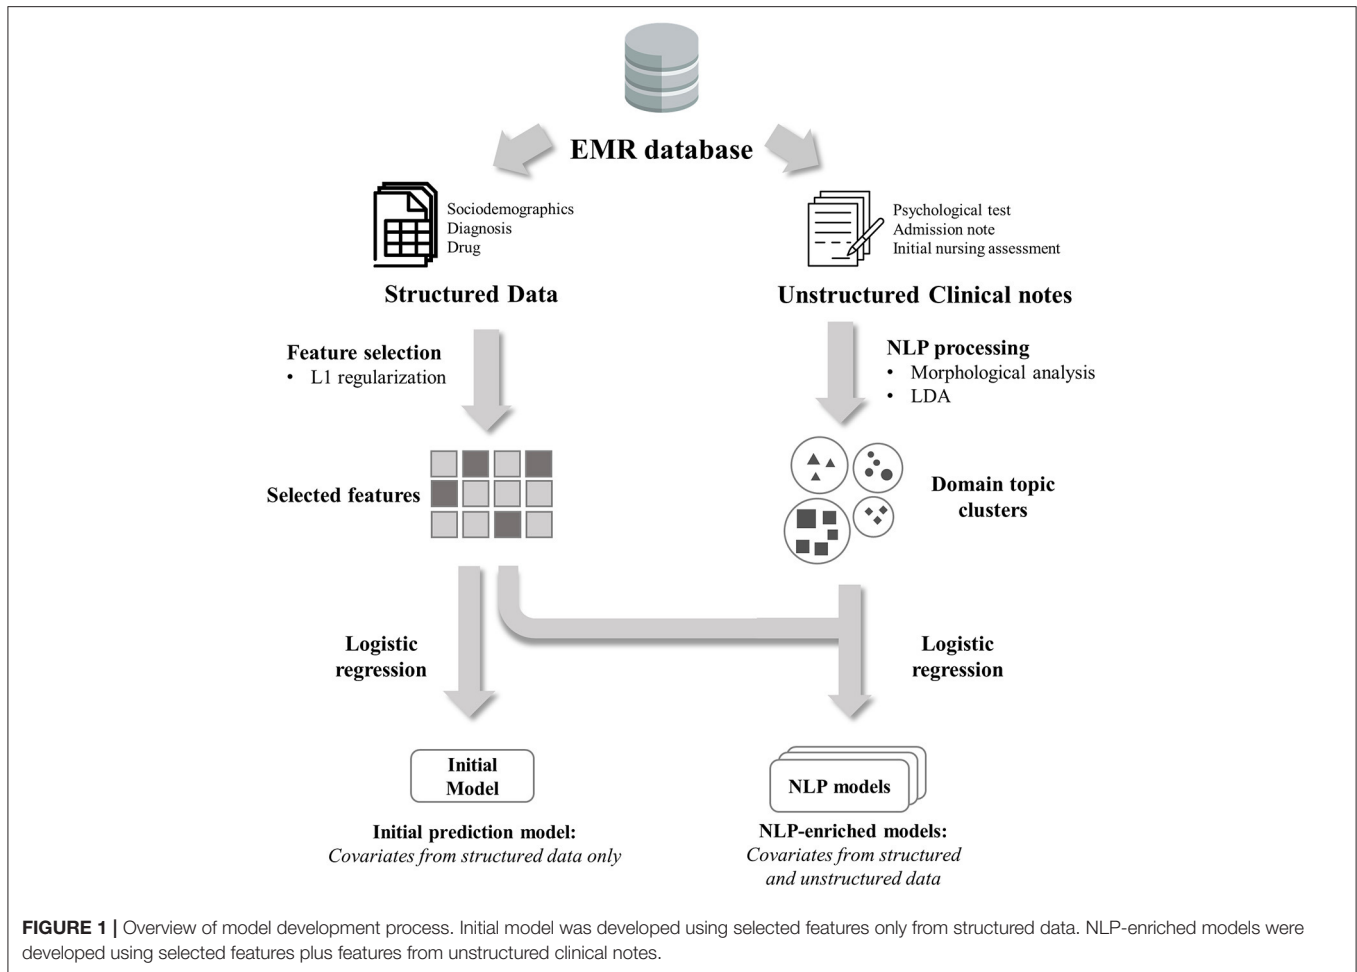 EMR database
Sociodemographics
Diagnosis
Drug
Structured Data
Psychological test
Admission note
Initial nursing assessment
Unstructured Clinical notes
Feature selection
• L1 regularization
NLP processing
• Morphological analysis
• LDA
Selected features
Domain topic
clusters
Logistic
regression
Logistic
regression
Initial
Model
NLP models
Initial prediction model:
Covariates from structured data only
NLP-enriched models:
Covariates from structured
and unstructured data
FIGURE 1 | Overview of model development process. Initial model was developed using selected features only from structured data. NLP-enriched models were
developed using selected features plus features from unstructured clinical notes.